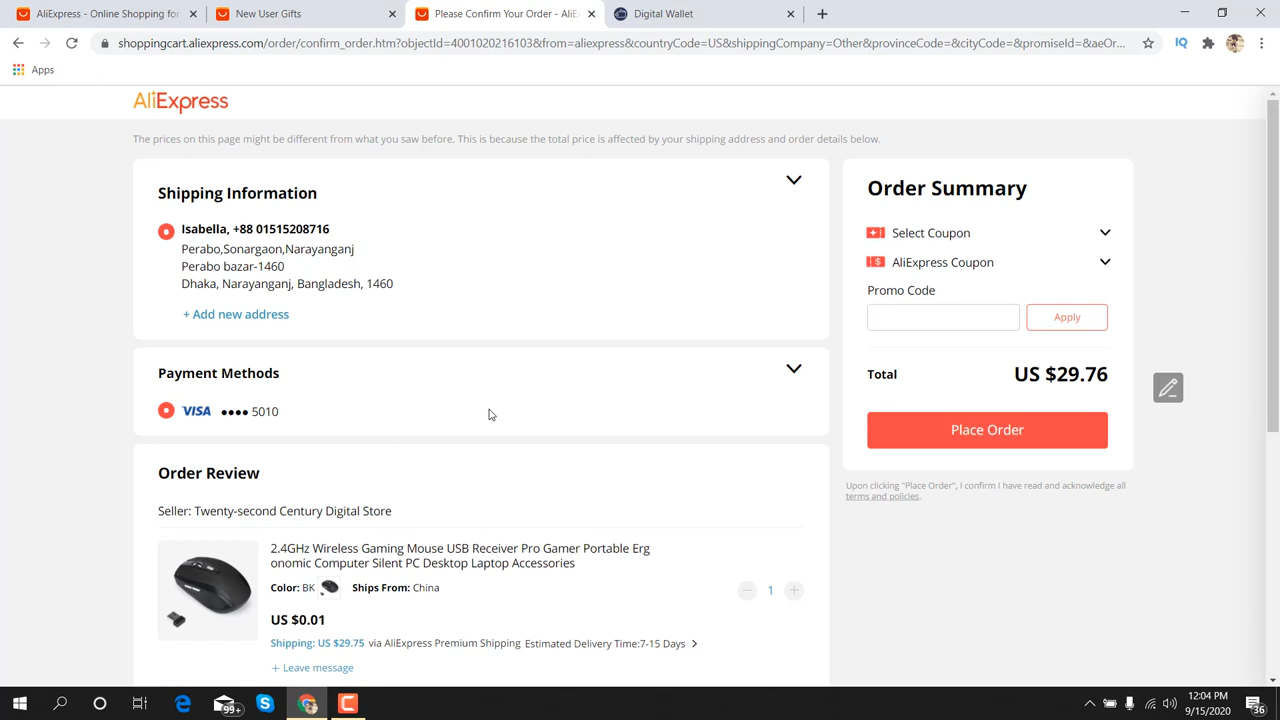 AliExpress - Online Shopping for
New User Gifts
Please Confirm Your Order - AliE
Digital Wallet
shoppingcart.aliexpress.com/order/confirm_order.htm?objectId=4001020216103&from=aliexpress&countryCode=US&shippingCompany=Other&provinceCode=&cityCode=&promiseId=&aeOr...
IQ
Apps
AliExpress
The prices on this page might be different from what you saw before. This is because the total price is affected by your shipping address and order details below.
Shipping Information
Isabella, +88 01515208716
Perabo,Sonargaon,Narayanganj
Perabo bazar-1460
Dhaka, Narayanganj, Bangladesh, 1460
+ Add new address
Payment Methods
VISA •••• 5010
Order Review
Seller: Twenty-second Century Digital Store
2.4GHz Wireless Gaming Mouse USB Receiver Pro Gamer Portable Erg
onomic Computer Silent PC Desktop Laptop Accessories
Color: BK Ships From: China
1
US $0.01
Shipping: US $29.75 via AliExpress Premium Shipping Estimated Delivery Time:7-15 Days
+ Leave message
Order Summary
Select Coupon
AliExpress Coupon
Promo Code
Apply
Total US $29.76
Place Order
Upon clicking "Place Order", I confirm I have read and acknowledge all
terms and policies.
99+
12:04 PM
9/15/2020
36